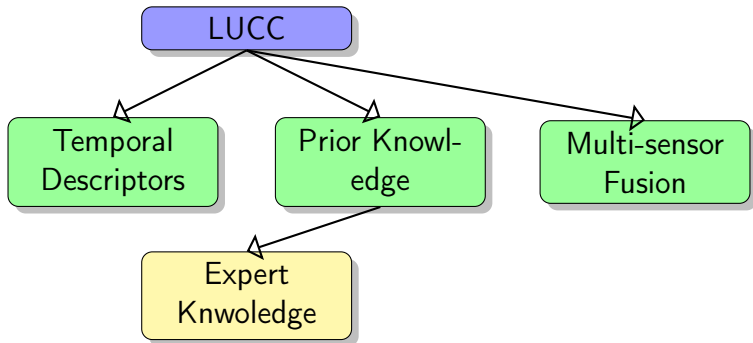 LUCC
Temporal
Descriptors
Prior Knowl-
edge
Multi-sensor
Fusion
Expert
Knwoledge